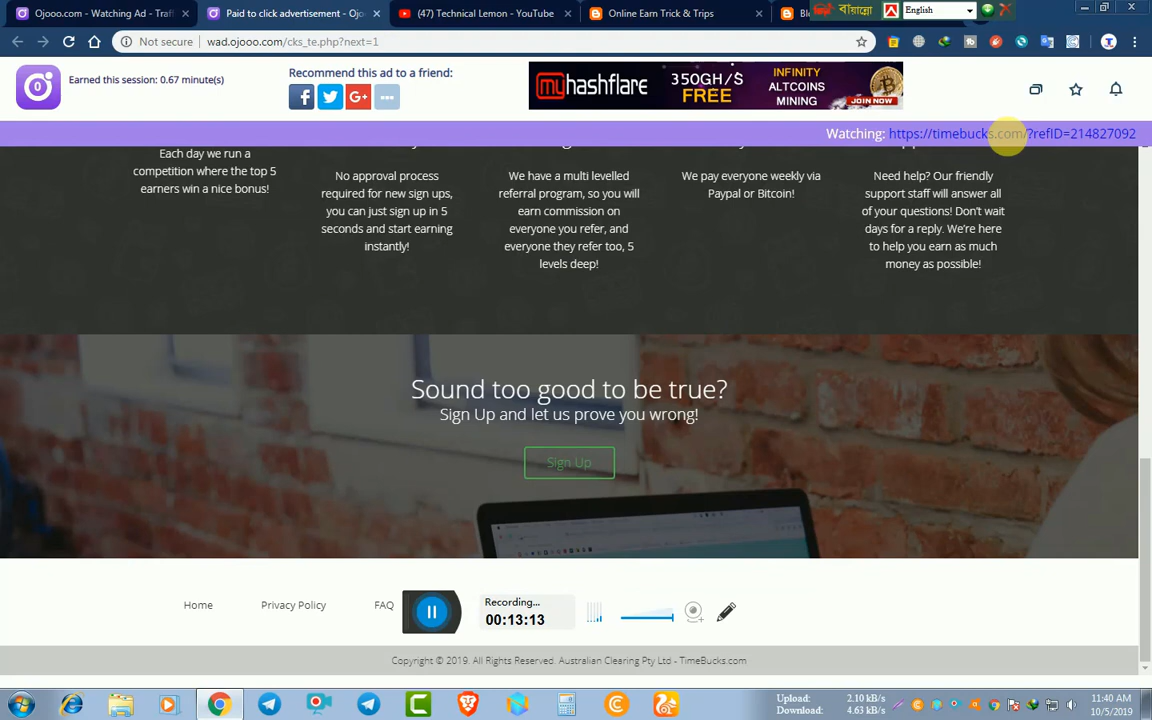 Ojooo.com - Watching Ad - Traff
Paid to click advertisement - Ojo
(47) Technical Lemon - YouTube
Online Earn Trick & Trips
বায়ান্নো
English
Not secure
wad.ojooo.com/cks_te.php?next=1
Earned this session: 0.67 minute(s)
Recommend this ad to a friend:
myhashflare
350GH/S
FREE
INFINITY
ALTCOINS
MINING
JOIN NOW
Watching: https://timebucks.com/?refID=214827092
Each day we run a
competition where the top 5
earners win a nice bonus!
No approval process
required for new sign ups,
you can just sign up in 5
seconds and start earning
instantly!
We have a multi levelled
referral program, so you will
earn commission on
everyone you refer, and
everyone they refer too, 5
levels deep!
We pay everyone weekly via
Paypal or Bitcoin!
Need help? Our friendly
support staff will answer all
of your questions! Don't wait
days for a reply. We're here
to help you earn as much
money as possible!
Sound too good to be true?
Sign Up and let us prove you wrong!
Sign Up
Home
Privacy Policy
FAQ
Recording...
00:13:13
Copyright © 2019. All Rights Reserved. Australian Clearing Pty Ltd - TimeBucks.com
Upload: 2.10 kB/s
Download: 4.63 kB/s
11:40 AM
10/5/2019